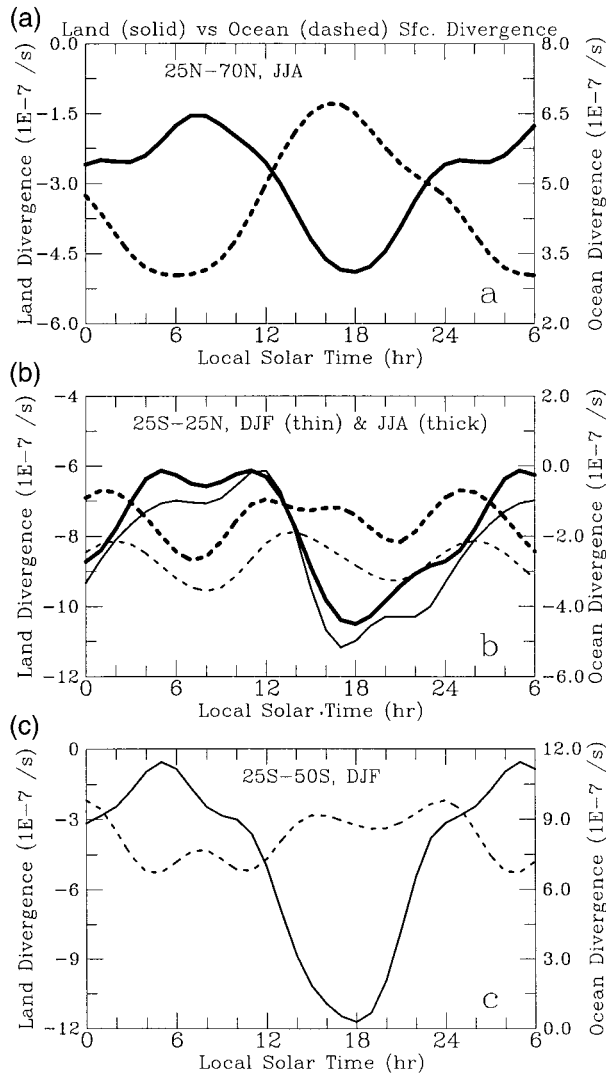 (a)
Land (solid) vs Ocean (dashed) Sfc. Divergence
25N-70N, JJA
0.0
-1.5
-3.0
-4.5
-6.0
Land Divergence (1E-7 /s)
8.0
6.5
5.0
3.5
2.0
Ocean Divergence (1E-7 /s)
a
0 6 12 18 24 6
Local Solar Time (hr)
(b)
25S-25N, DJF (thin) & JJA (thick)
-4
-6
-8
-10
-12
Land Divergence (1E-7 /s)
2.0
0.0
-2.0
-4.0
-6.0
Ocean Divergence (1E-7 /s)
b
0 6 12 18 24 6
Local Solar Time (hr)
(c)
25S-50S, DJF
0
-3
-6
-9
-12
Land Divergence (1E-7 /s)
12.0
9.0
6.0
3.0
0.0
Ocean Divergence (1E-7 /s)
c
0 6 12 18 24 6
Local Solar Time (hr)